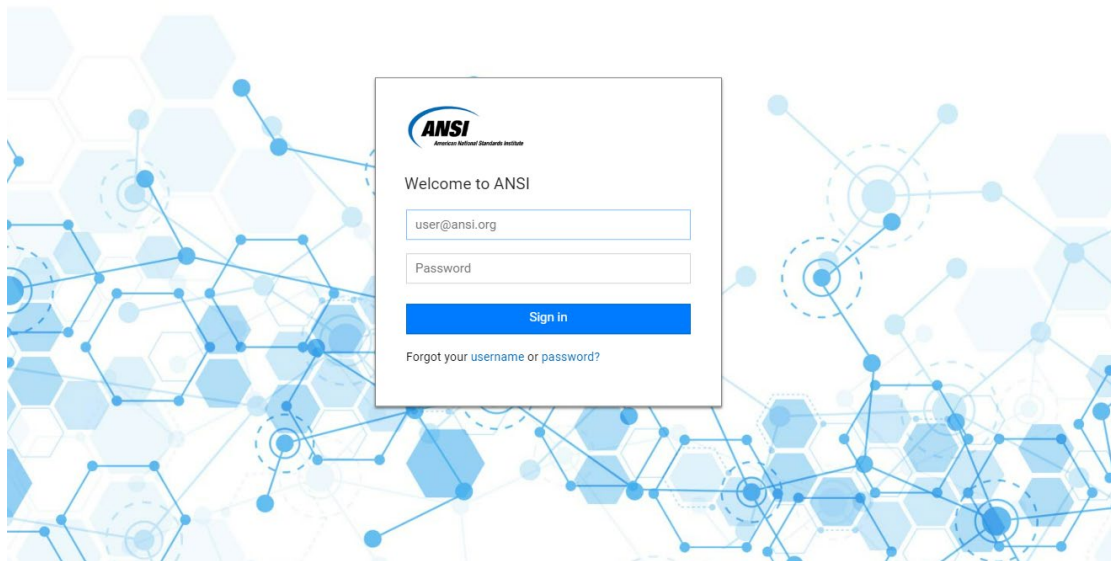 ANSI
American National Standards Institute
Welcome to ANSI
user@ansi.org
Password
Sign in
Forgot your username or password?